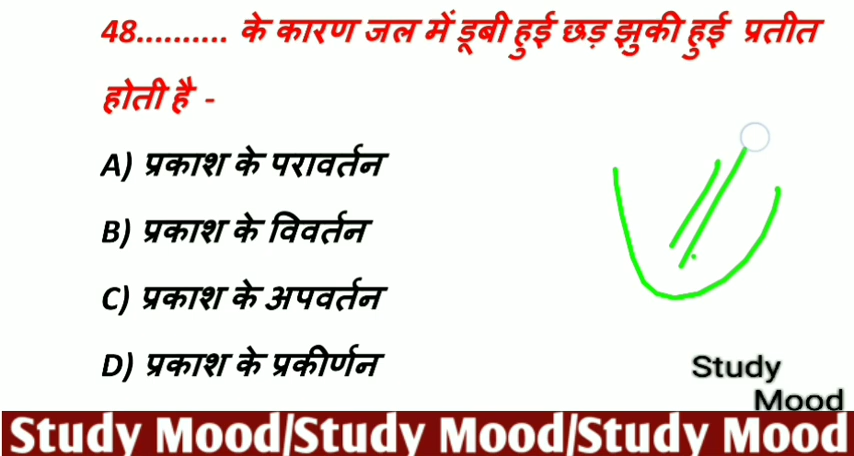 48.......... के कारण जल में डूबी हुई छड़ झुकी हुई प्रतीत
होती है -
A) प्रकाश के परावर्तन
B) प्रकाश के विवर्तन
C) प्रकाश के अपवर्तन
D) प्रकाश के प्रकीर्णन
Study
Mood
Study Mood/Study Mood/Study Mood